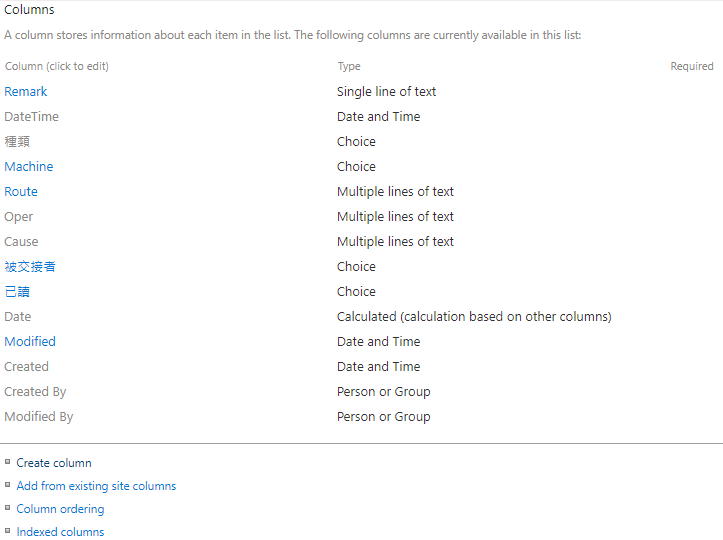 Columns
A column stores information about each item in the list. The following columns are currently available in this list:
Column (click to edit) Type Required
Remark Single line of text
DateTime Date and Time
種類 Choice
Machine Choice
Route Multiple lines of text
Oper Multiple lines of text
Cause Multiple lines of text
被交接者 Choice
已讀 Choice
Date Calculated (calculation based on other columns)
Modified Date and Time
Created Date and Time
Created By Person or Group
Modified By Person or Group
Create column
Add from existing site columns
Column ordering
Indexed columns